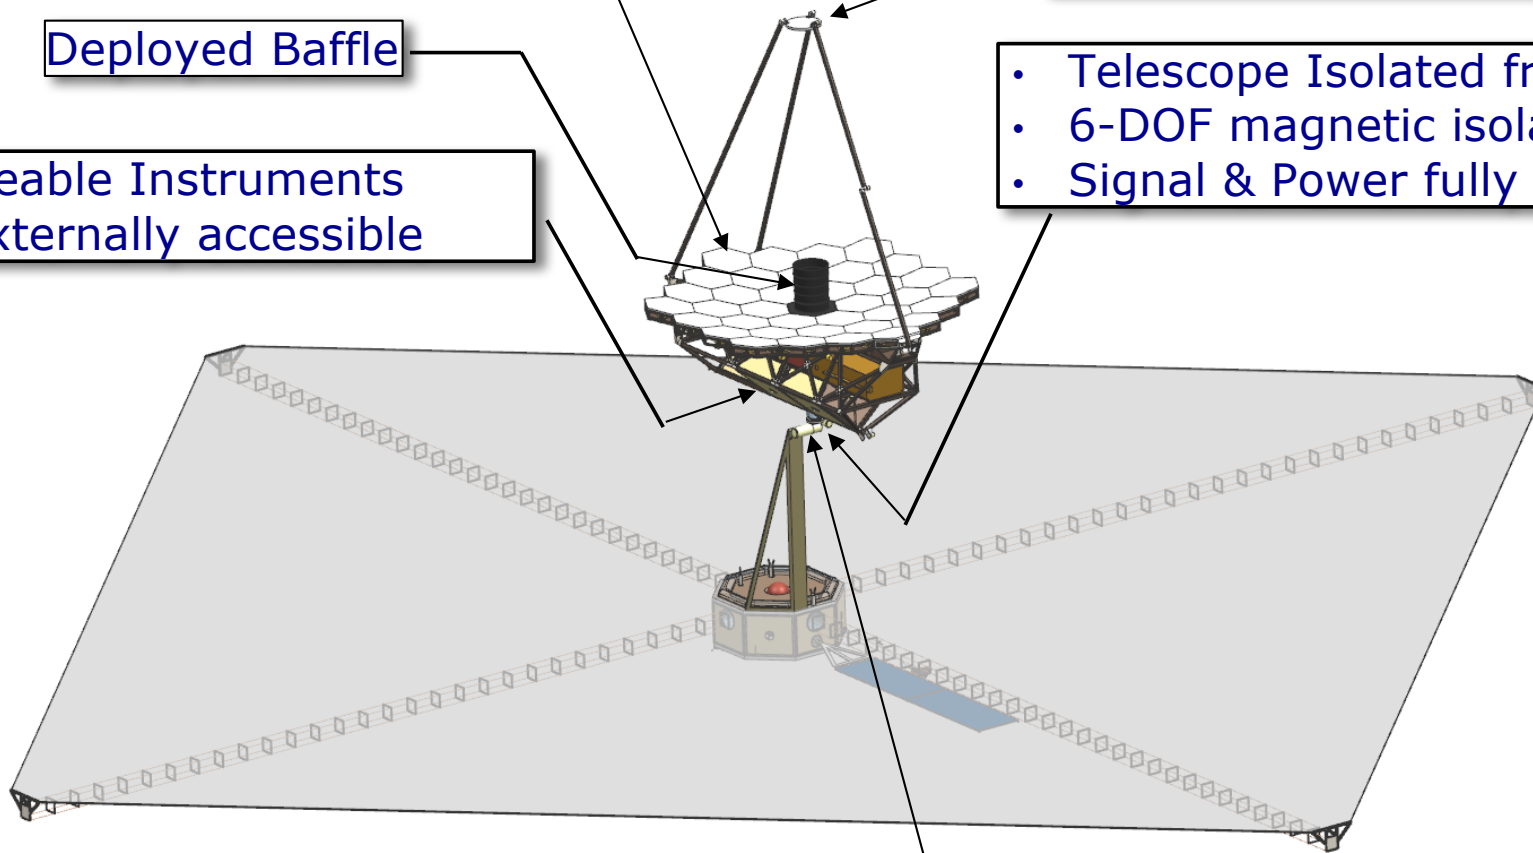 Deployed Baffle
eable Instruments
xternally accessible
• Telescope Isolated fr
• 6-DOF magnetic isola
• Signal & Power fully